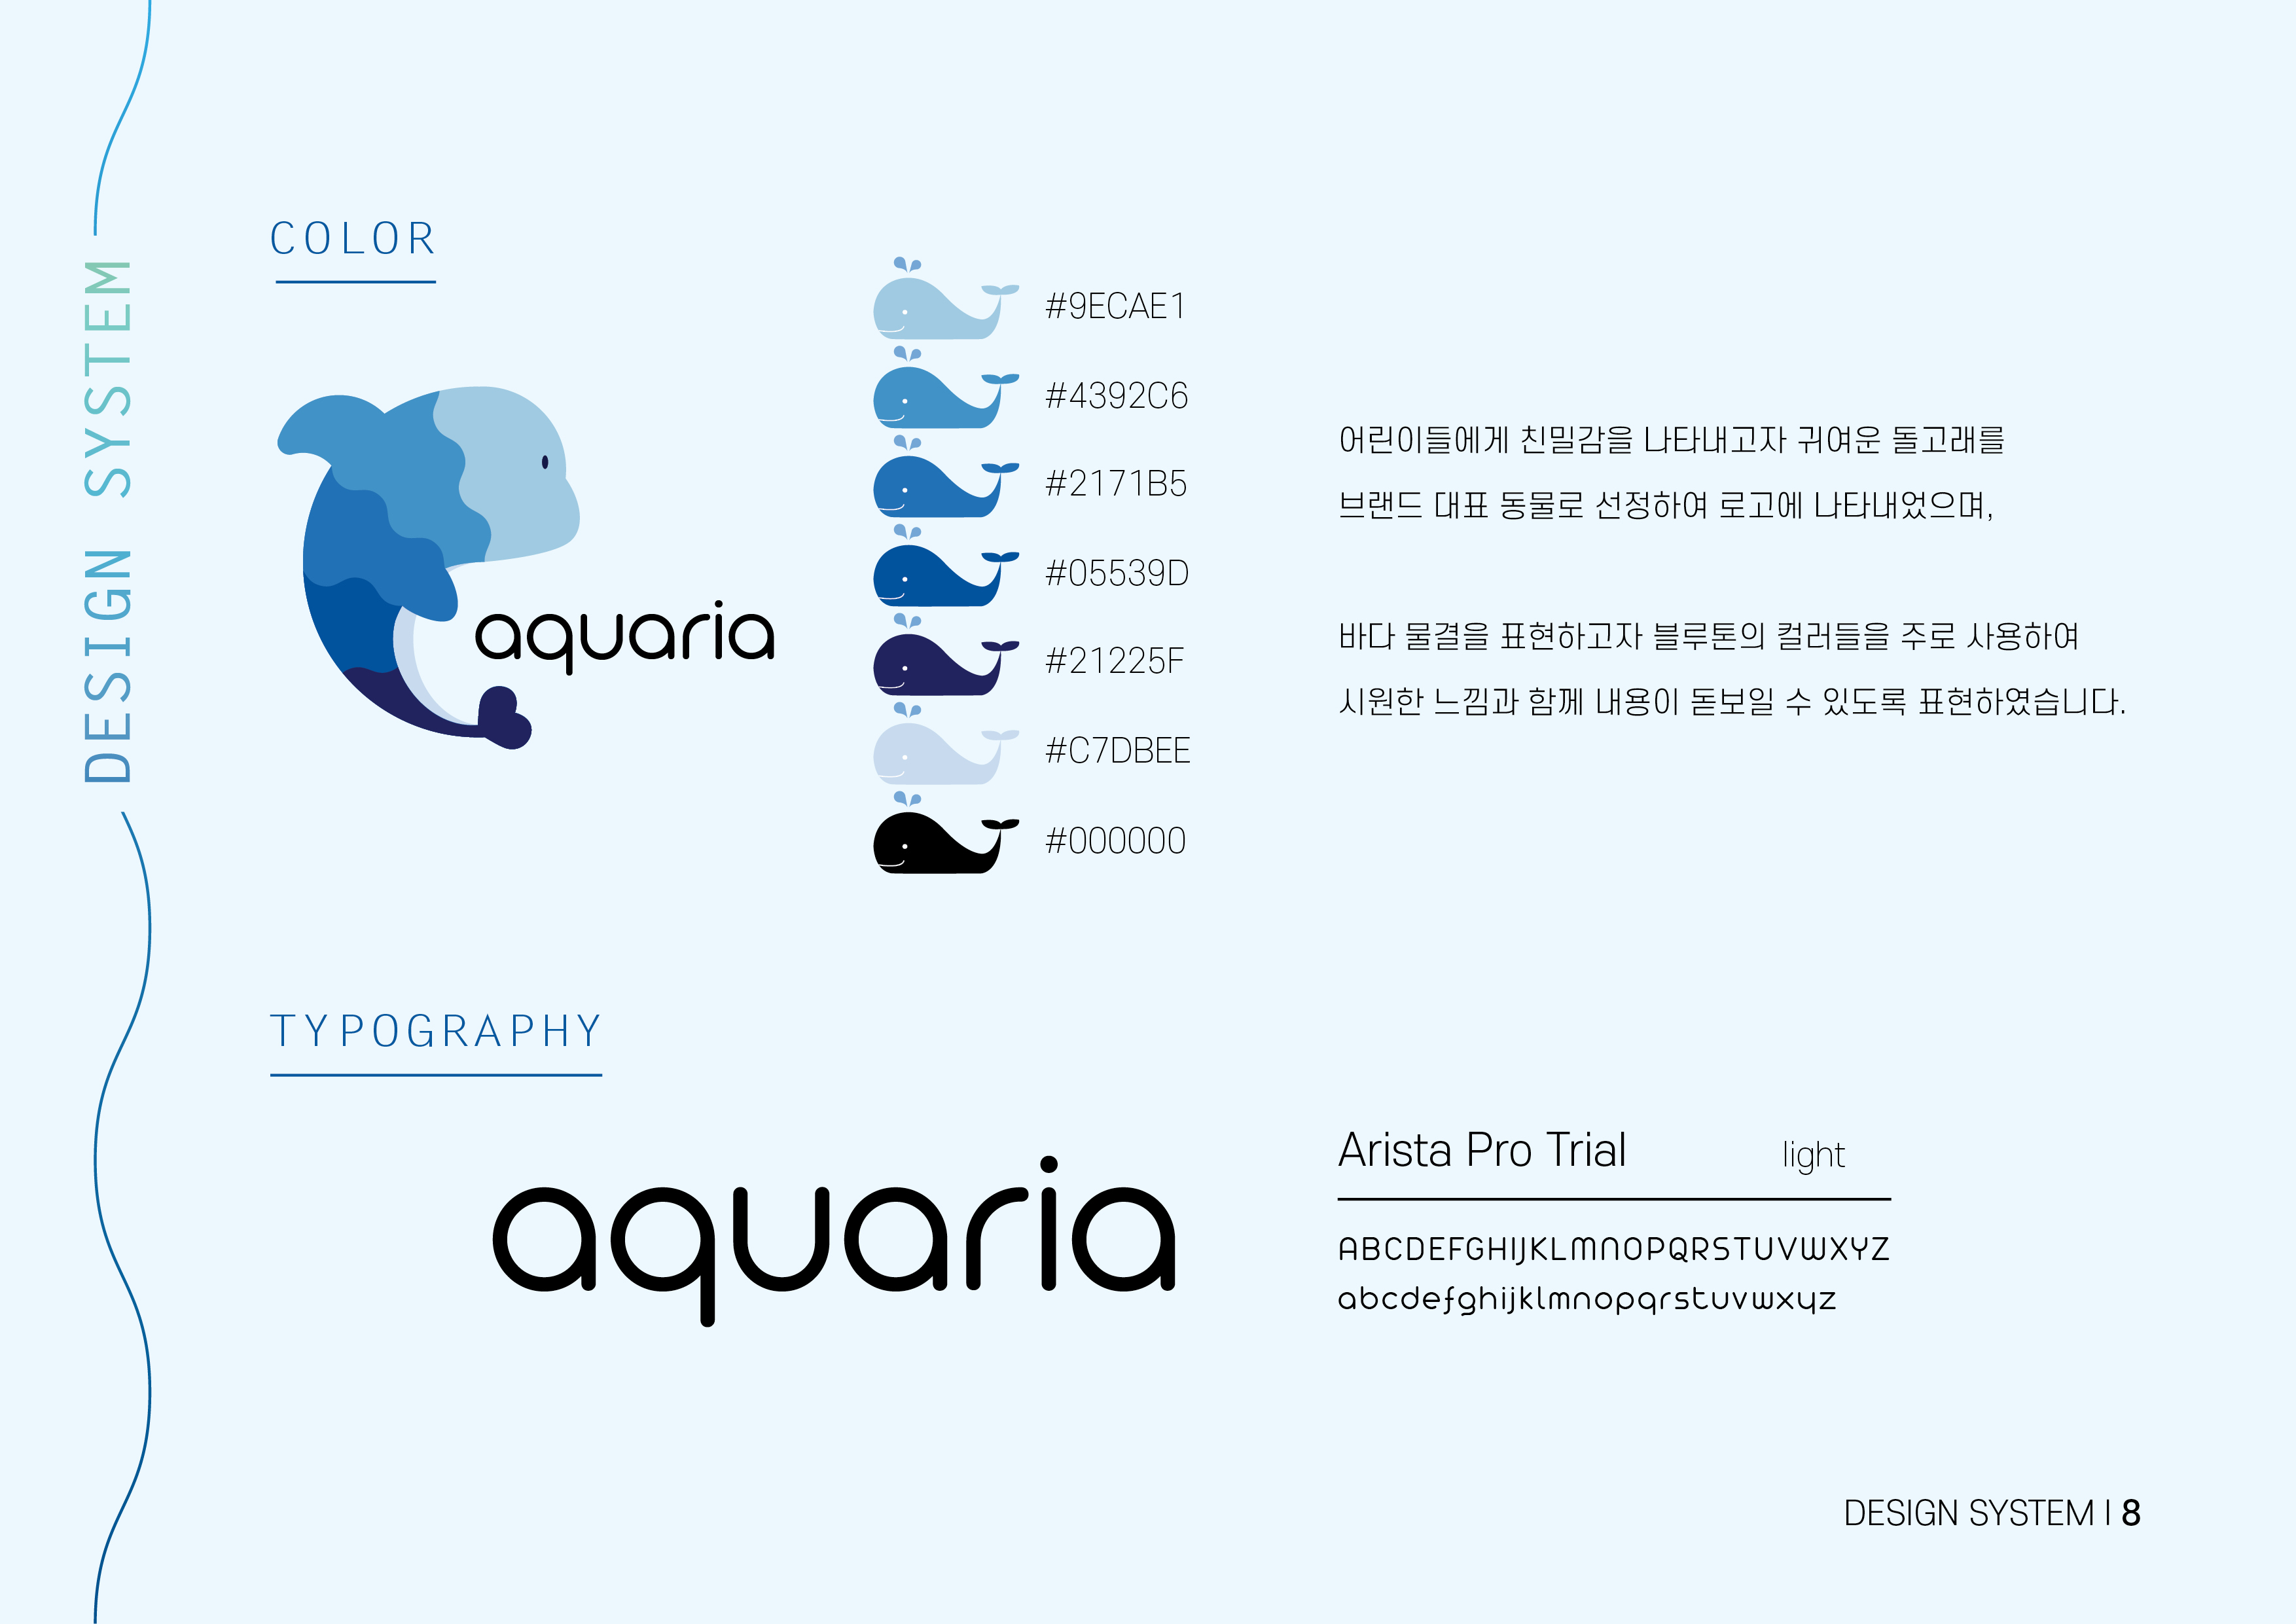 DESIGN SYSTEM
COLOR
aquaria
#9ECAE1
#4392C6
#2171B5
#05539D
#21225F
#C7DBEE
#000000
어린이들에게 친밀감을 나타내고자 귀여운 돌고래를
브랜드 대표 동물로 선정하여 로고에 나타내었으며,
바다 물결을 표현하고자 블루톤의 컬러들을 주로 사용하여
시원한 느낌과 함께 내용이 돋보일 수 있도록 표현하였습니다.
TYPOGRAPHY
aquaria
Arista Pro Trial light
ABCDEFGHIJKLMNOPQRSTUVWXYZ
abcdefghijklmnopqrstuvwxyz
DESIGN SYSTEM | 8